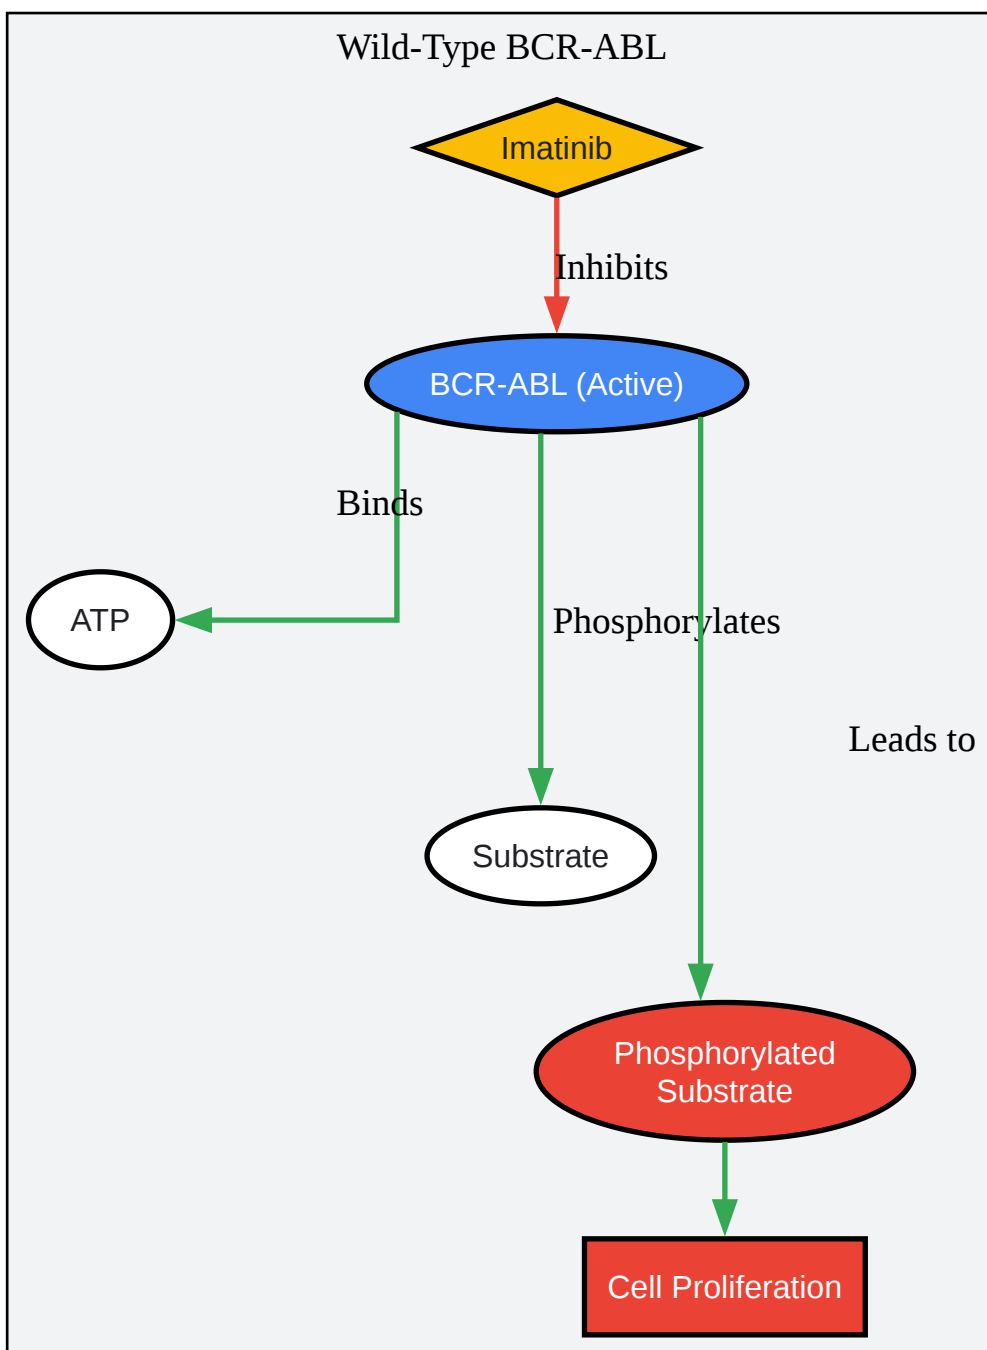 Wild-Type BCR-ABL
Imatinib
Inhibits
BCR-ABL (Active)
Binds
ATP
Phosphorylates
Leads to
Substrate
Phosphorylated
Substrate
Cell Proliferation